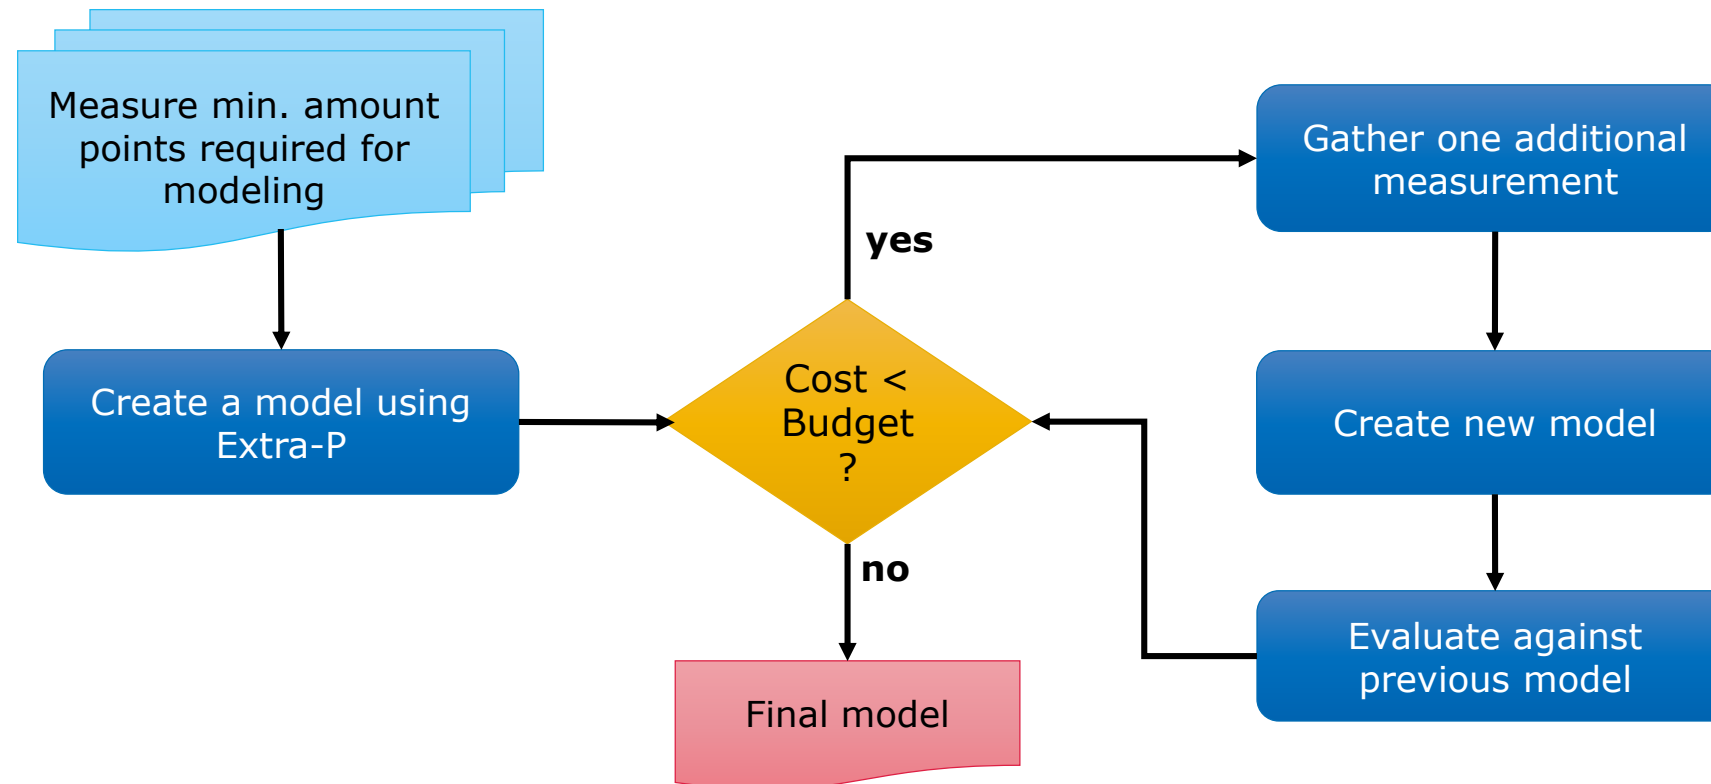 Measure min. amount
points required for
modeling
Create a model using
Extra-P
Cost <
Budget
?
yes
no
Gather one additional
measurement
Create new model
Evaluate against
previous model
Final model